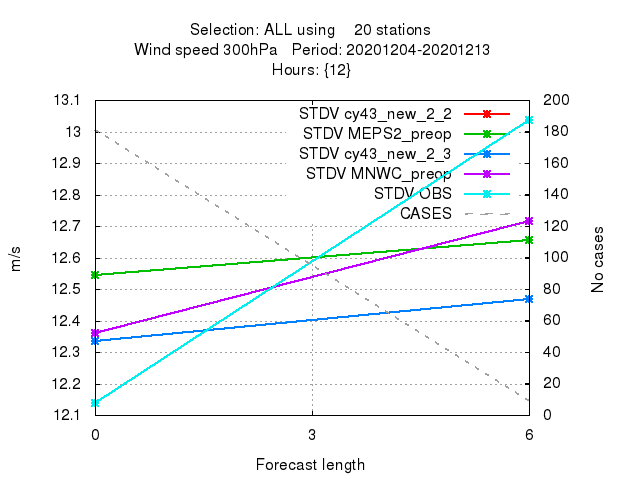 Selection: ALL using 20 stations
Wind speed 300hPa Period: 20201204-20201213
Hours: {12}
13.1 200
STDV cy43_new_2_2
13 180
STDV MEPS2_preop
12.9 160
STDV cy43_new_2_3
STDV MNWC_preop
12.8 140
STDV OBS
12.7 120
CASES
12.6 100
m/s
No cases
12.5 80
12.4 60
12.3 40
12.2 20
12.1 0
0 3 6
Forecast length